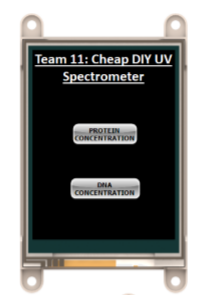 Team 11: Cheap DIY UV
Spectrometer
PROTEIN
CONCENTRATION
DNA
CONCENTRATION